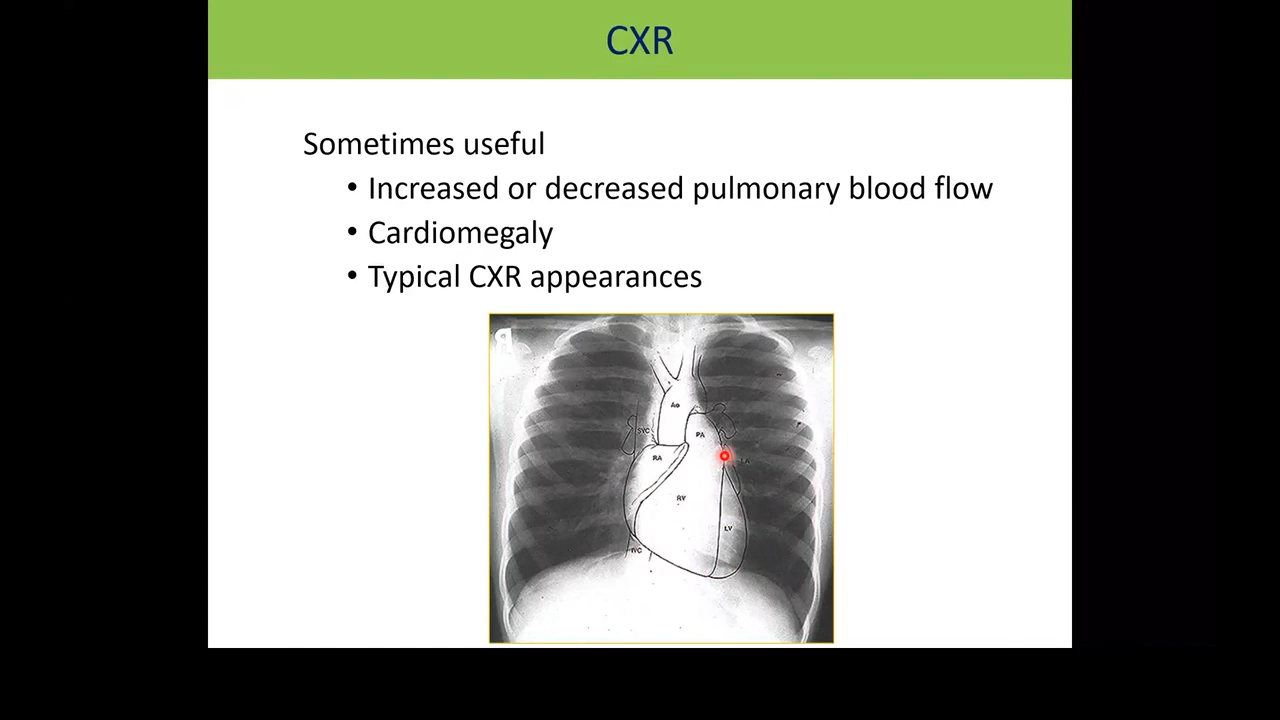 CXR
Sometimes useful
• Increased or decreased pulmonary blood flow
• Cardiomegaly
• Typical CXR appearances
Ao
SVC
PA
RA
LA
RV
LV
IVC